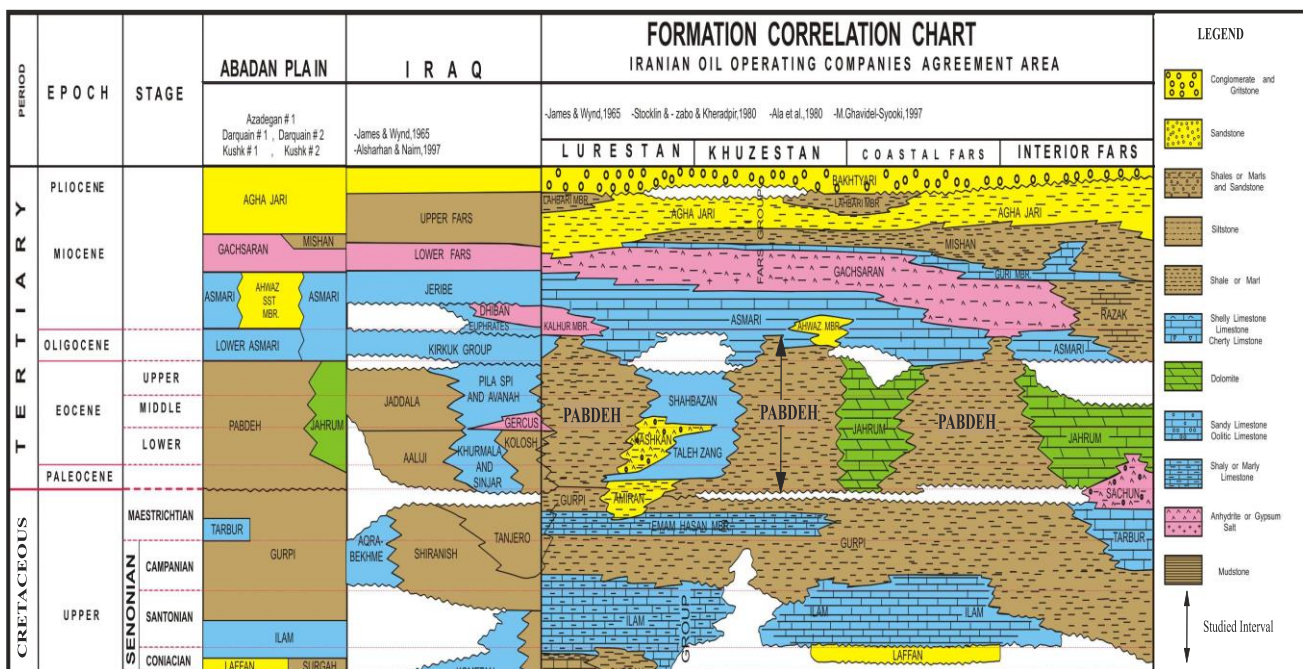 FORMATION CORRELATION CHART
IRANIAN OIL OPERATING COMPANIES AGREEMENT AREA
PERIOD
EPOCH
STAGE
ABADAN PLAIN
IRAQ
Azadegan # 1
Darquain # 1 , Darquain # 2
Kushk # 1 , Kushk # 2
-James & Wynd,1965
-Alsharhan & Nairn,1997
-James & Wynd,1965 -Stocklin & - zabo & Kheradpir,1980 -Ala et al.,1980 -M.Ghavidel-Syooki,1997
LURESTAN
KHUZESTAN
COASTAL FARS
INTERIOR FARS
TERTIARY
CRETACEOUS
PLIOCENE
MIOCENE
OLIGOCENE
EOCENE
PALEOCENE
UPPER
UPPER
MIDDLE
LOWER
MAESTRICHTIAN
SENONIAN
CAMPANIAN
SANTONIAN
CONIACIAN
AGHA JARI
GACHSARAN
MISHAN
ASMARI
AHWAZ
SST
MBR.
ASMARI
LOWER ASMARI
PABDEH
JAHRUM
TARBUR
GURPI
ILAM
LAFFAN
SURGAH
UPPER FARS
LOWER FARS
JERIBE
DHIBAN
EUPHRATES
KIRKUK GROUP
JADDALA
PILA SPI
AND AVANAH
GERCUS
AALIJI
KHURMALA
AND
SINJAR
KOLOSH
AQRA-
BEKHME
SHIRANISH
TANJERO
BAKHTYARI
LAHBARI MBR.
LAHBARI MBR.
AGHA JARI
AGHA JARI
FARS GROUP
MISHAN
GURI MBR.
GACHSARAN
KALHUR MBR.
ASMARI
AHWAZ MBR.
RAZAK
ASMARI
PABDEH
SHAHBAZAN
KASHKAN
TALEH ZANG
PABDEH
JAHRUM
PABDEH
JAHRUM
SACHUN
GURPI
AMIRAN
EMAM HASAN MBR.
GURPI
TARBUR
ILAM
GROUP
ILAM
ILAM
LAFFAN
LEGEND
Conglomerate and
Gritstone
Sandstone
Shales or Marls
and Sandstone
Siltstone
Shale or Marl
Shelly Limestone
Limestone
Cherty Limstone
Dolomite
Sandy Limestone
Oolitic Limestone
Shaly or Marly
Limestone
Anhydrite or Gypsum
Salt
Mudstone
Studied Interval